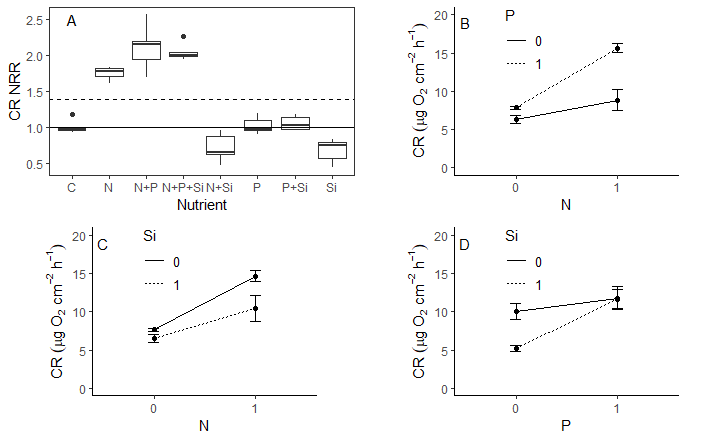 A
CR NRR
2.5
2.0
1.5
1.0
0.5
C N N+P N+P+Si N+Si P P+Si Si
Nutrient
B
P
0
1
CR (µg O₂ cm⁻² h⁻¹)
20
15
10
5
0
0 1
N
C
Si
0
1
CR (µg O₂ cm⁻² h⁻¹)
20
15
10
5
0
0 1
N
D
Si
0
1
CR (µg O₂ cm⁻² h⁻¹)
20
15
10
5
0
0 1
P